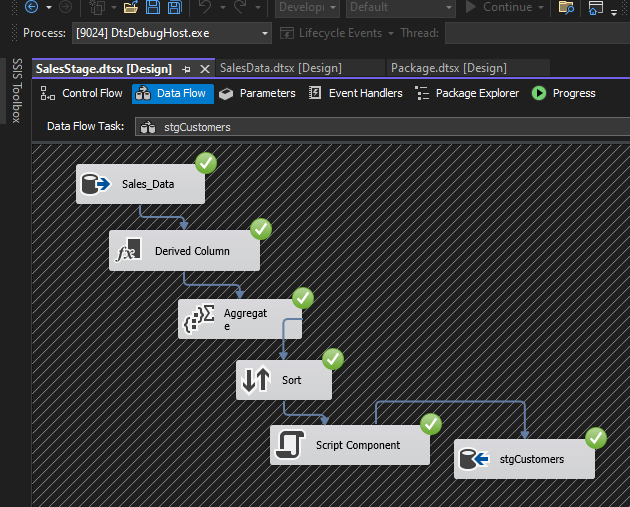 Develop
Default
Continue
Process: [9024] DtsDebugHost.exe Lifecycle Events Thread:
SSIS Toolbox
SalesStage.dtsx [Design] SalesData.dtsx [Design] Package.dtsx [Design]
Control Flow Data Flow Parameters Event Handlers Package Explorer Progress
Data Flow Task: stgCustomers
Sales_Data
Derived Column
Aggregat
e
Sort
Script Component
stgCustomers